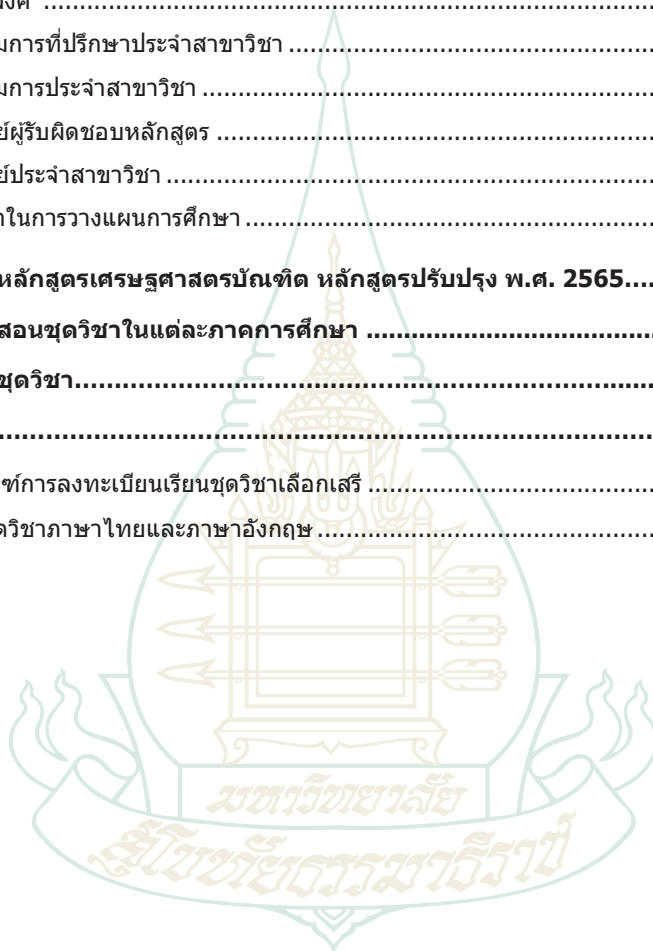 มการที่ปรึกษาประจำสาขาวิชา ................................................................
มการประจำสาขาวิชา ................................................................
ย์ผู้รับผิดชอบหลักสูตร ................................................................
ย์ประจำสาขาวิชา ................................................................
าในการวางแผนการศึกษา ................................................................
หลักสูตรเศรษฐศาสตรบัณฑิต หลักสูตรปรับปรุง พ.ศ. 2565....
สอนชุดวิชาในแต่ละภาคการศึกษา ................................................
ชุดวิชา................................................................................
................................................................................
ฑ์การลงทะเบียนเรียนชุดวิชาเลือกเสรี ................................................
ดวิชาภาษาไทยและภาษาอังกฤษ ................................................
มหาวิทยาลัย
สุโขทัยธรรมาธิราช